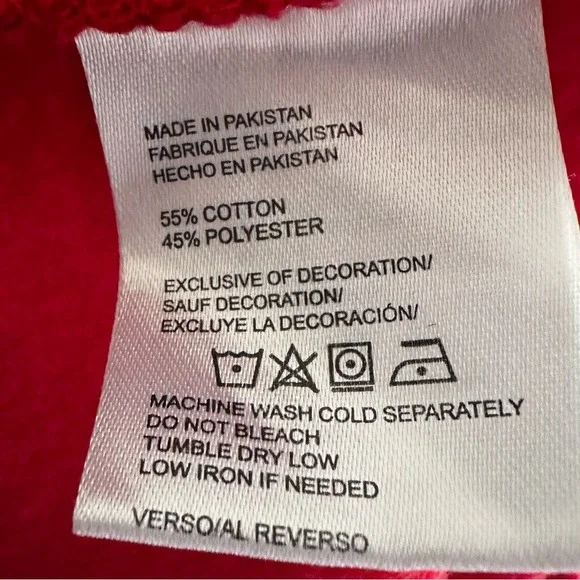 MADE IN PAKISTAN
FABRIQUE EN PAKISTAN
HECHO EN PAKISTAN
55% COTTON
45% POLYESTER
EXCLUSIVE OF DECORATION/
SAUF DECORATION/
EXCLUYE LA DECORACIÓN/
MACHINE WASH COLD SEPARATELY
DO NOT BLEACH
TUMBLE DRY LOW
LOW IRON IF NEEDED
VERSO/AL REVERSO